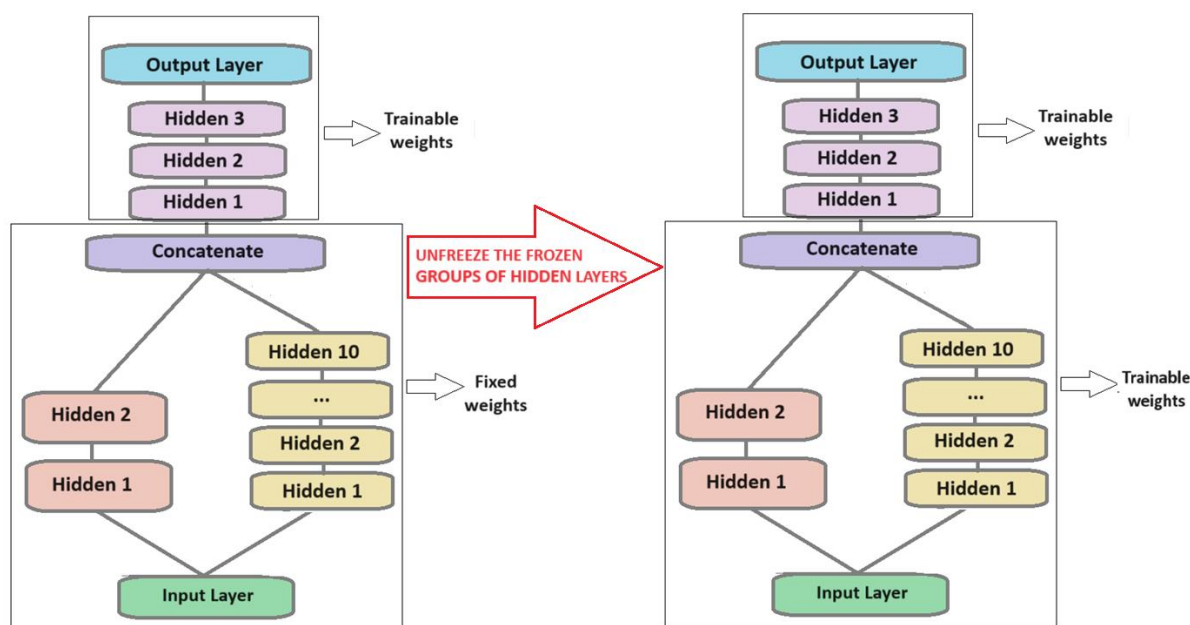 Output Layer
Hidden 3
Hidden 2
Hidden 1
Trainable
weights
Concatenate
Hidden 10
...
Hidden 2
Hidden 1
Hidden 2
Hidden 1
Fixed
weights
Input Layer
UNFREEZE THE FROZEN
GROUPS OF HIDDEN LAYERS
Output Layer
Hidden 3
Hidden 2
Hidden 1
Trainable
weights
Concatenate
Hidden 10
...
Hidden 2
Hidden 1
Hidden 2
Hidden 1
Trainable
weights
Input Layer